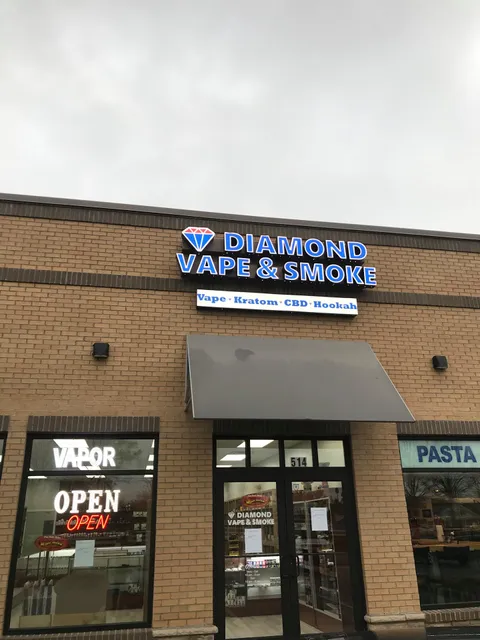 DIAMOND
VAPE & SMOKE
Vape · Kratom · CBD · Hookah
VAPOR
OPEN
OPEN
514
DIAMOND
VAPE & SMOKE
PASTA